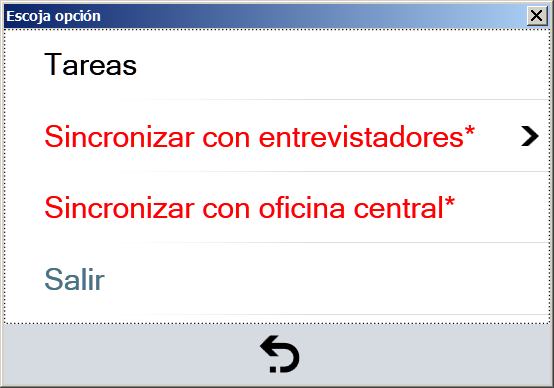 Escoja opción
Tareas
Sincronizar con entrevistadores*
Sincronizar con oficina central*
Salir